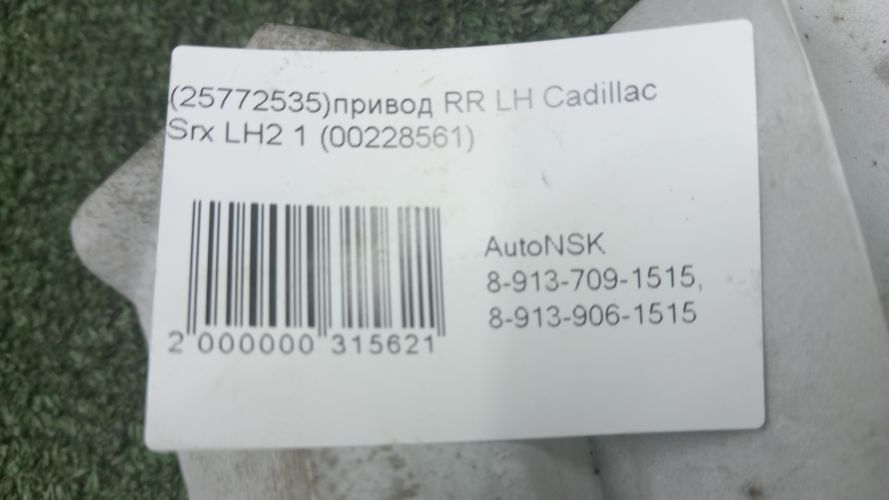 (25772535)привод RR LH Cadillac
Srx LH2 1 (00228561)
AutoNSK
8-913-709-1515,
8-913-906-1515
2 000000 315621